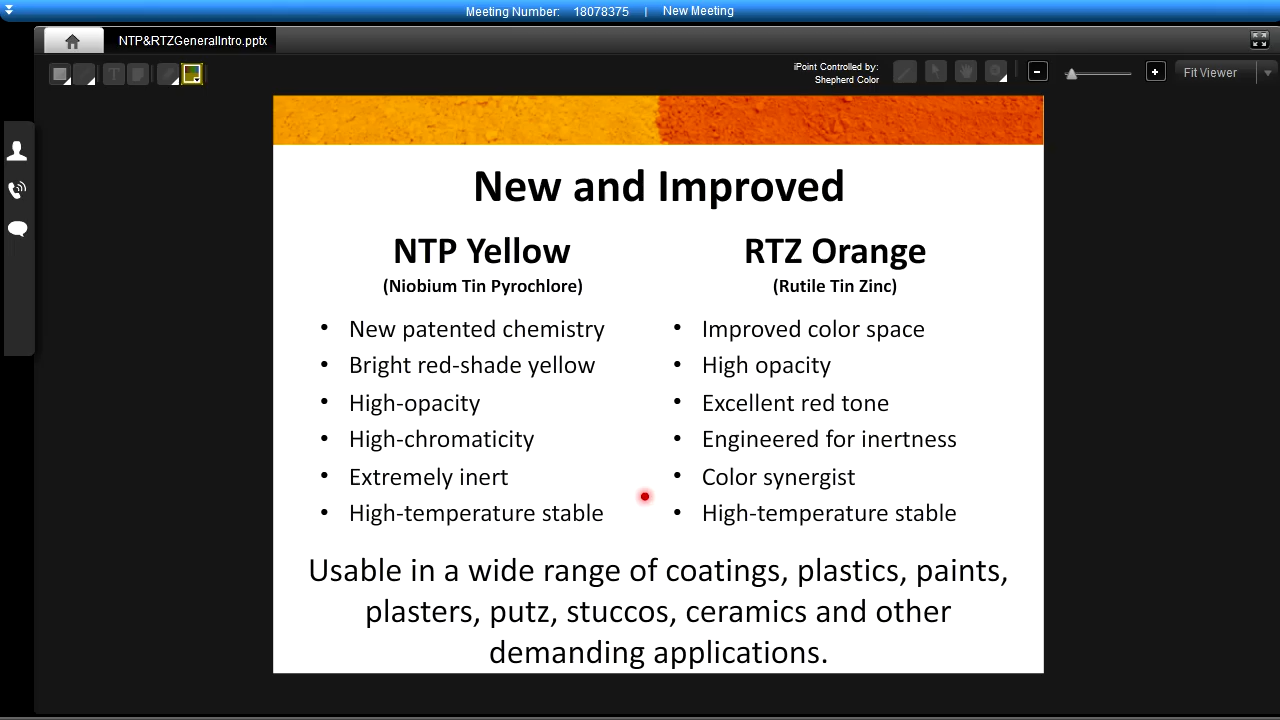 Meeting Number: 18078375 | New Meeting
NTP&RTZGeneralIntro.pptx
iPoint Controlled by:
Shepherd Color
Fit Viewer
New and Improved
NTP Yellow
(Niobium Tin Pyrochlore)
• New patented chemistry
• Bright red-shade yellow
• High-opacity
• High-chromaticity
• Extremely inert
• High-temperature stable
RTZ Orange
(Rutile Tin Zinc)
• Improved color space
• High opacity
• Excellent red tone
• Engineered for inertness
• Color synergist
• High-temperature stable
Usable in a wide range of coatings, plastics, paints,
plasters, putz, stuccos, ceramics and other
demanding applications.